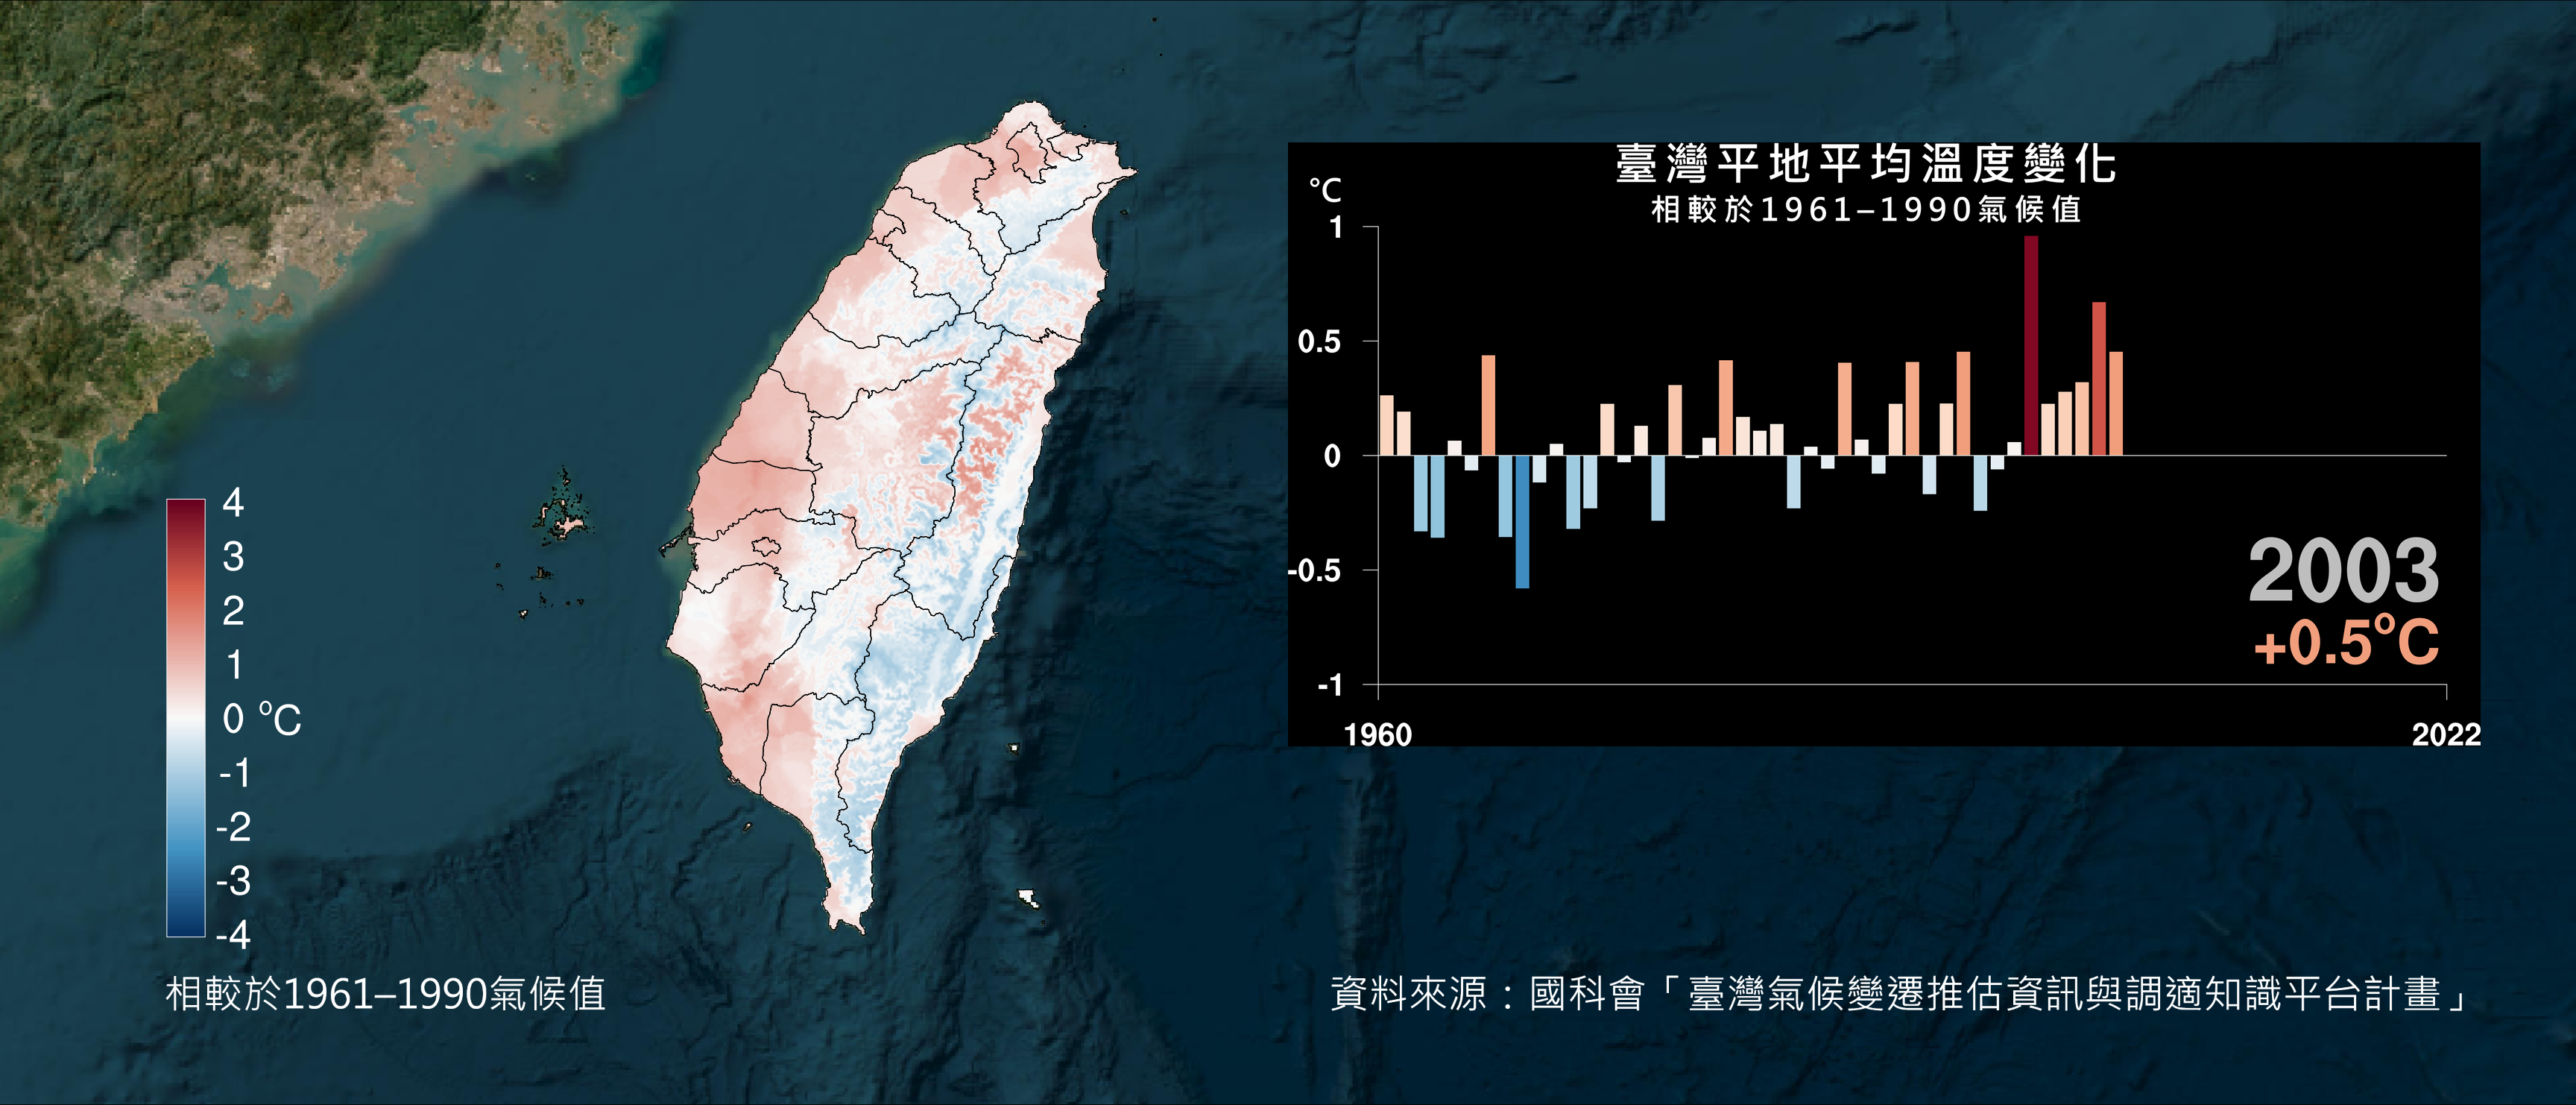 臺灣平地平均溫度變化
相較於1961–1990氣候值
°C
1
0.5
0
-0.5
-1
1960
2022
2003
+0.5°C
4
3
2
1
0 °C
-1
-2
-3
-4
相較於1961–1990氣候值
資料來源：國科會「臺灣氣候變遷推估資訊與調適知識平台計畫」